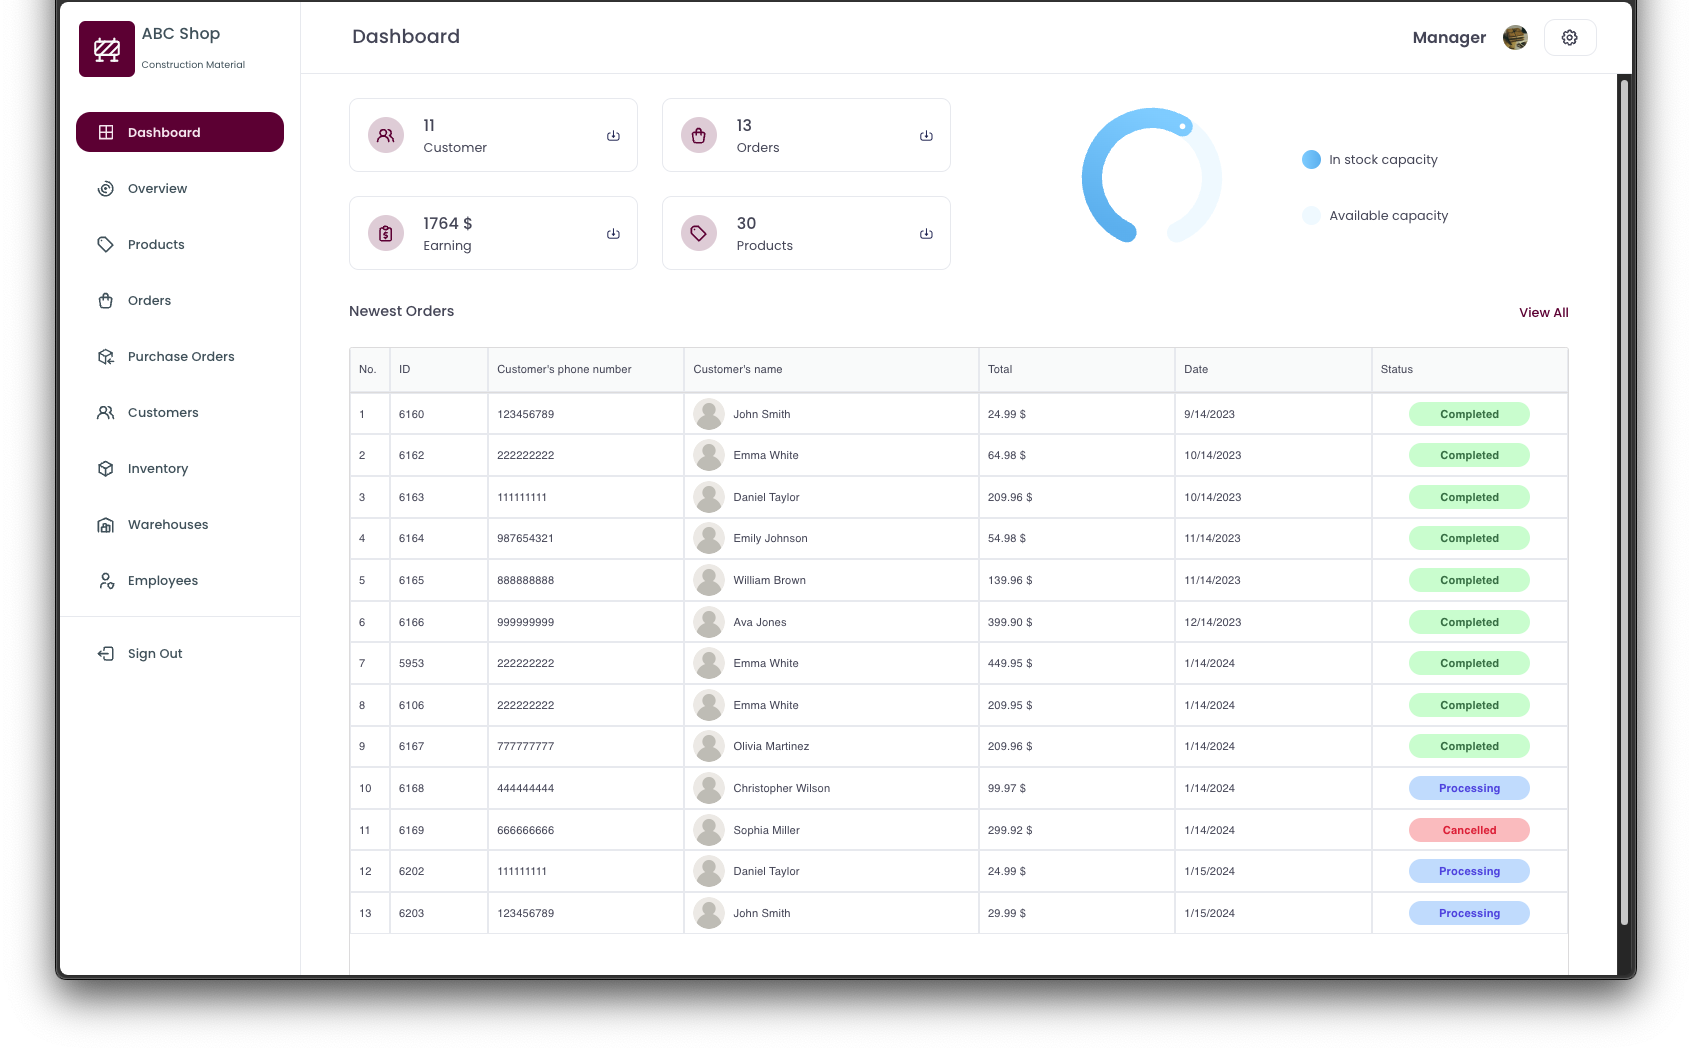 ABC Shop
Construction Material
Dashboard
Manager
Dashboard
Overview
Products
Orders
Purchase Orders
Customers
Inventory
Warehouses
Employees
Sign Out
11
Customer
13
Orders
1764 $
Earning
30
Products
In stock capacity
Available capacity
Newest Orders
View All
No. ID Customer's phone number Customer's name Total Date Status
1 6160 123456789 John Smith 24.99 $ 9/14/2023 Completed
2 6162 222222222 Emma White 64.98 $ 10/14/2023 Completed
3 6163 111111111 Daniel Taylor 209.96 $ 10/14/2023 Completed
4 6164 987654321 Emily Johnson 54.98 $ 11/14/2023 Completed
5 6165 888888888 William Brown 139.96 $ 11/14/2023 Completed
6 6166 999999999 Ava Jones 399.90 $ 12/14/2023 Completed
7 5953 222222222 Emma White 449.95 $ 1/14/2024 Completed
8 6106 222222222 Emma White 209.95 $ 1/14/2024 Completed
9 6167 777777777 Olivia Martinez 209.96 $ 1/14/2024 Completed
10 6168 444444444 Christopher Wilson 99.97 $ 1/14/2024 Processing
11 6169 666666666 Sophia Miller 299.92 $ 1/14/2024 Cancelled
12 6202 111111111 Daniel Taylor 24.99 $ 1/15/2024 Processing
13 6203 123456789 John Smith 29.99 $ 1/15/2024 Processing